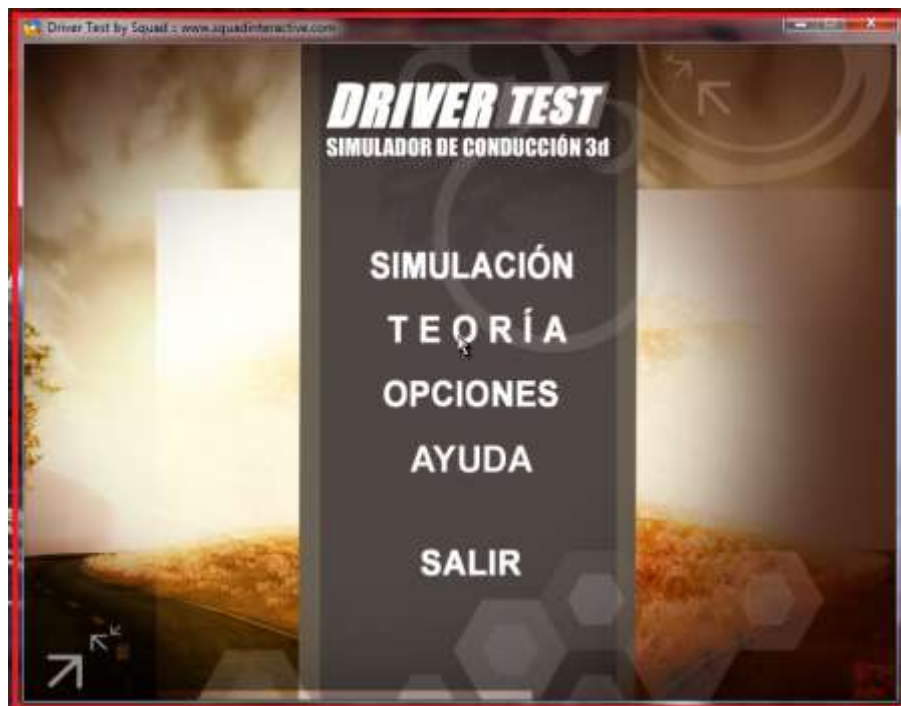 Driver Test by Squad :: www.squadinteractive.com
DRIVER TEST
SIMULADOR DE CONDUCCIÓN 3d
SIMULACIÓN
TEORÍA
OPCIONES
AYUDA
SALIR